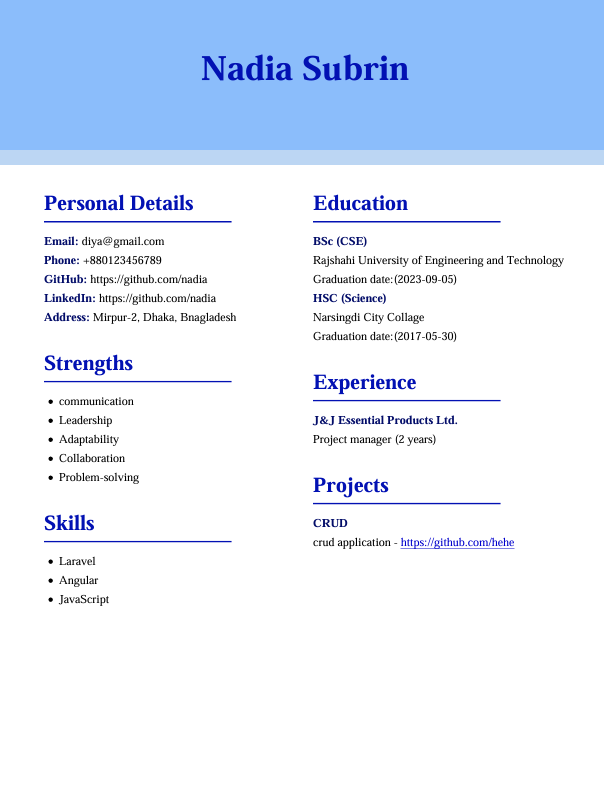 Nadia Subrin
Personal Details
Email: diya@gmail.com
Phone: +880123456789
GitHub: https://github.com/nadia
LinkedIn: https://github.com/nadia
Address: Mirpur-2, Dhaka, Bnagladesh
Strengths
• communication
• Leadership
• Adaptability
• Collaboration
• Problem-solving
Skills
• Laravel
• Angular
• JavaScript
Education
BSc (CSE)
Rajshahi University of Engineering and Technology
Graduation date:(2023-09-05)
HSC (Science)
Narsingdi City Collage
Graduation date:(2017-05-30)
Experience
J&J Essential Products Ltd.
Project manager (2 years)
Projects
CRUD
crud application - https://github.com/hehe